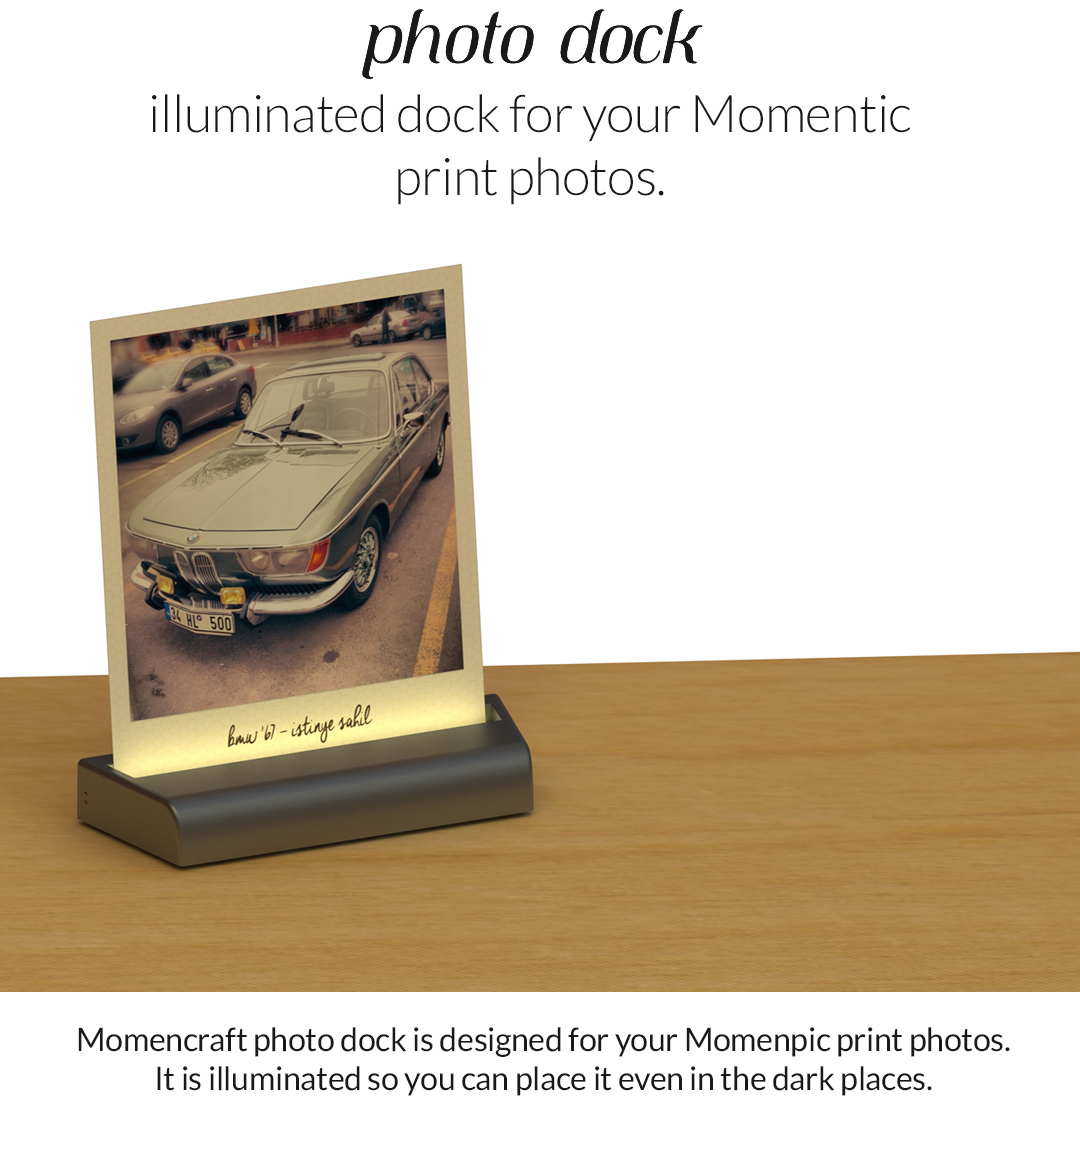 photo dock
illuminated dock for your Momentic
print photos.
34 HL 500
bmw '67 - istinye sahil
Momencraft photo dock is designed for your Momenpic print photos.
It is illuminated so you can place it even in the dark places.